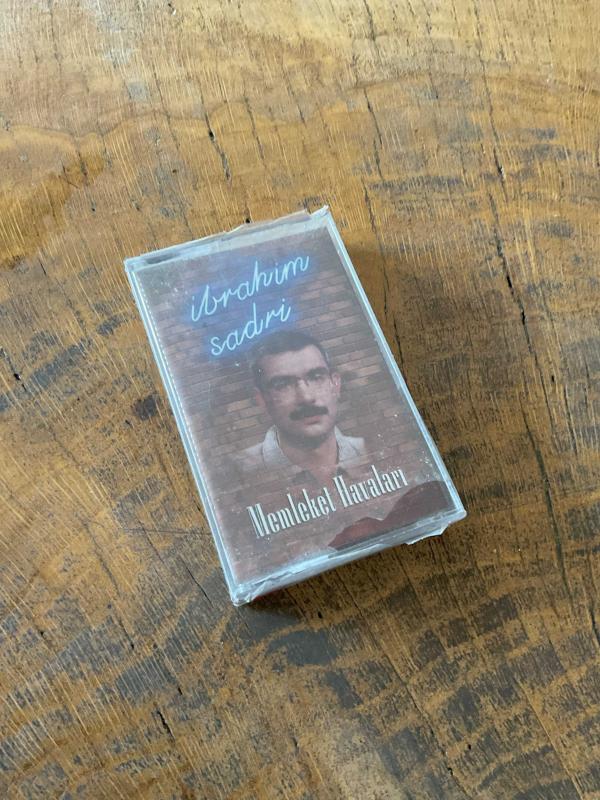 ibrahim
sadri
Memleket Havaları